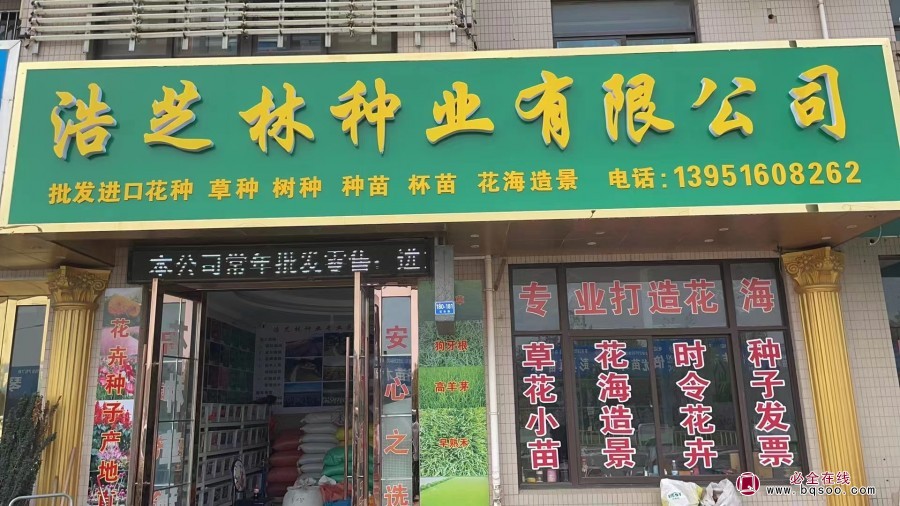 浩芝林种业有限公司
批发进口花种 草种 树种 种苗 杯苗 花海造景 电话:13951608262
本公司常年批发零售:进
180-181
专业打造花海
草花小苗
花海造景
时令花卉
种子发票
花卉种子产地
安心之选
狗牙根
高羊茅
早熟禾
必全在线
www.bqsoo.com